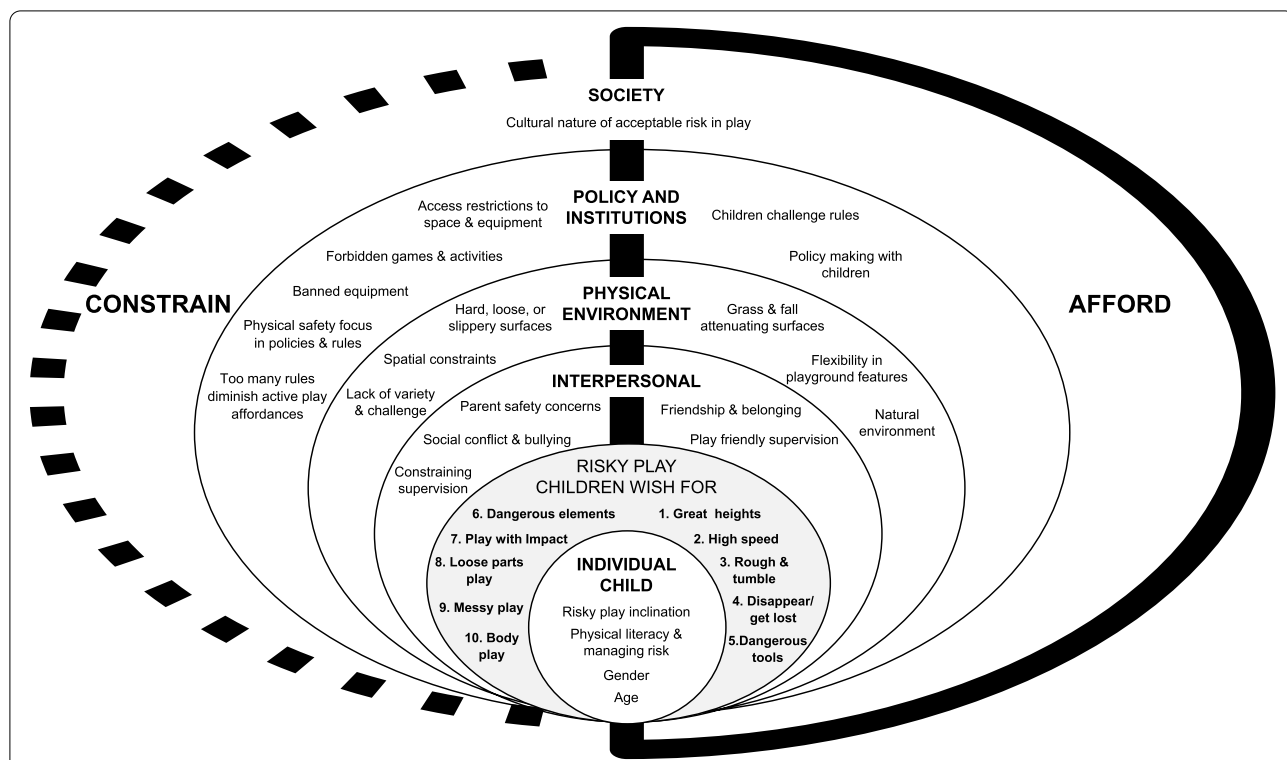 SOCIETY
Cultural nature of acceptable risk in play
POLICY AND
INSTITUTIONS
Access restrictions to
space & equipment
Children challenge rules
Forbidden games & activities
Policy making with
children
Banned equipment
CONSTRAIN
AFFORD
Physical safety focus
in policies & rules
Too many rules
diminish active play
affordances
PHYSICAL
ENVIRONMENT
Hard, loose, or
slippery surfaces
Grass & fall
attenuating surfaces
Spatial constraints
Flexibility in
playground features
Lack of variety
& challenge
Natural
environment
INTERPERSONAL
Parent safety concerns
Friendship & belonging
Social conflict & bullying
Play friendly supervision
Constraining
supervision
RISKY PLAY
CHILDREN WISH FOR
1. Great heights
2. High speed
3. Rough &
tumble
4. Disappear/
get lost
5.Dangerous
tools
6. Dangerous elements
7. Play with Impact
8. Loose parts
play
9. Messy play
10. Body
play
INDIVIDUAL
CHILD
Risky play inclination
Physical literacy &
managing risk
Gender
Age